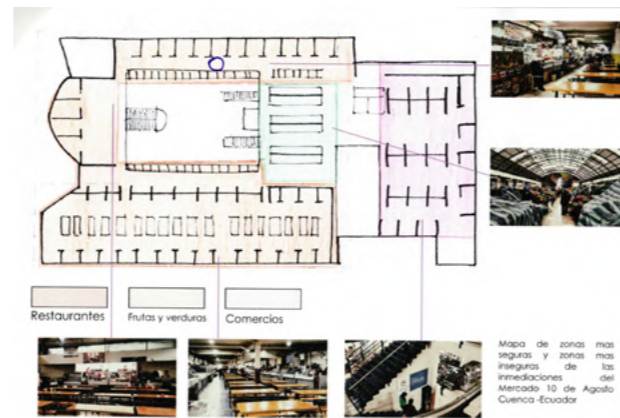 Restaurantes
Frutas y verduras
Comercios
Mapa de zonas mas
seguras y zonas mas
inseguras de las
inmediaciones del
Mercado 10 de Agosto
Cuenca -Ecuador